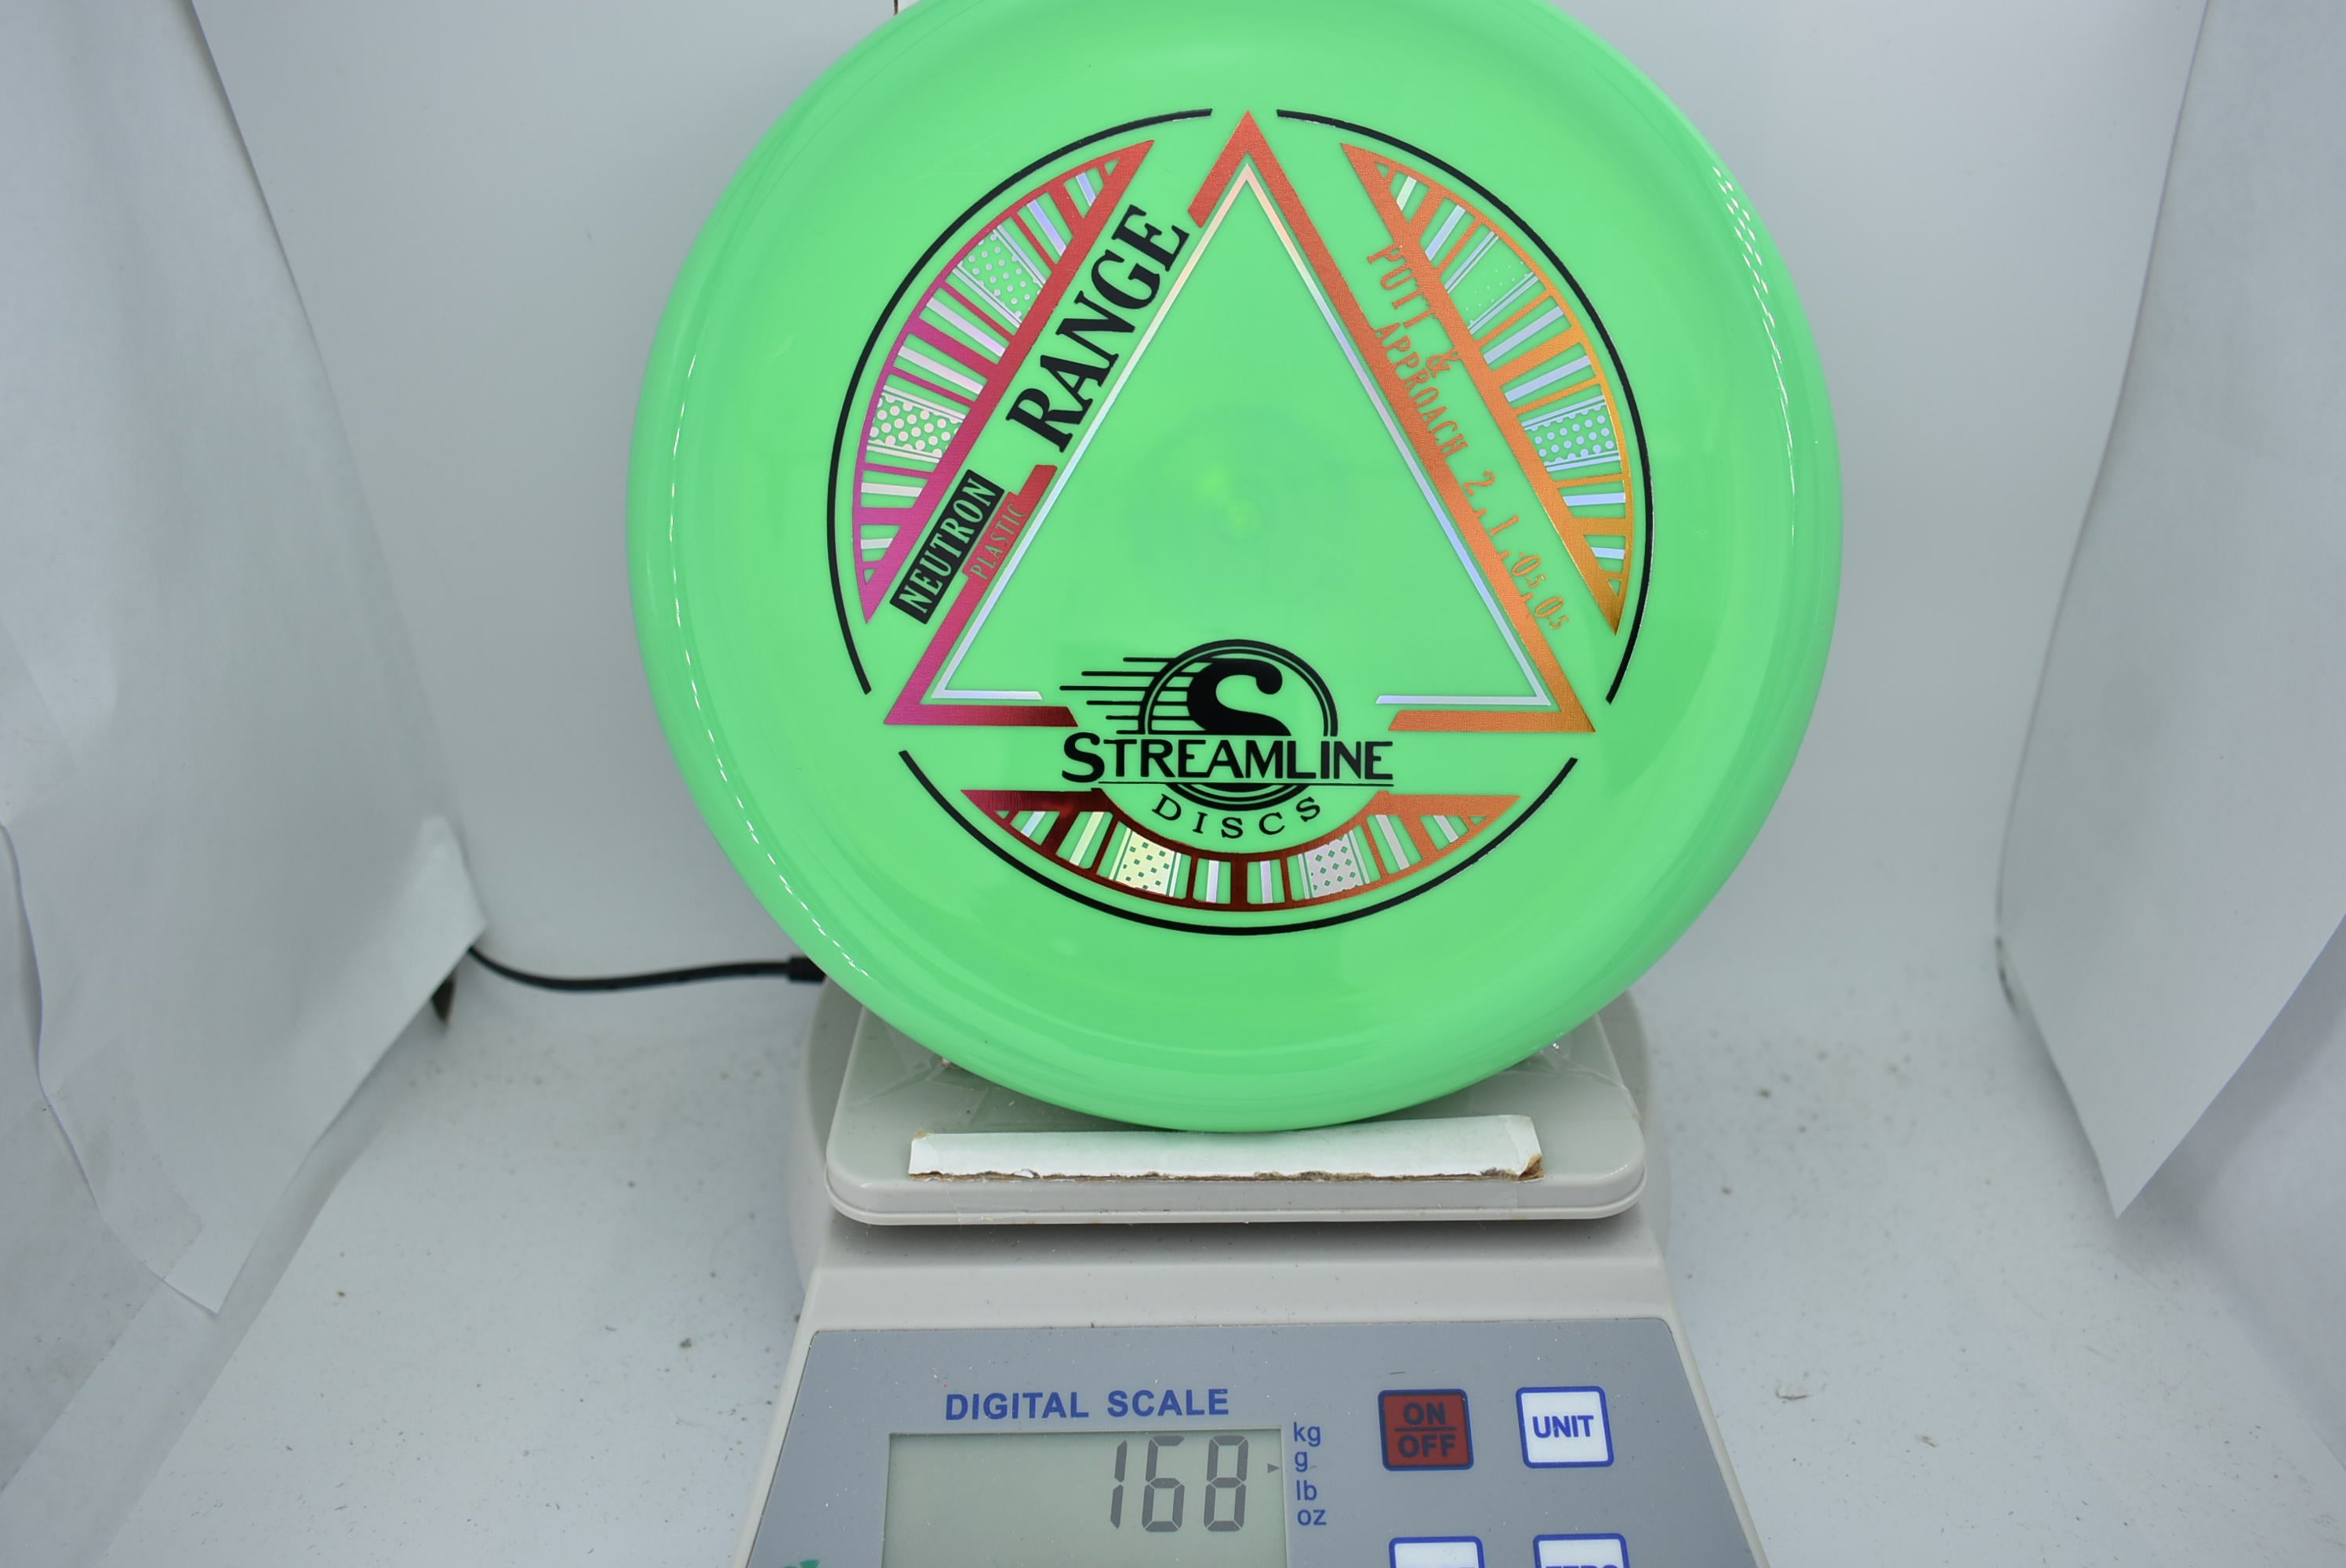 RANGE
NEUTRON
PLASTIC
PUTT &
APPROACH 2, 1, -0.5, 0.5
S
STREAMLINE
DISCS
DIGITAL SCALE
168
kg
g
lb
oz
ON
OFF
UNIT